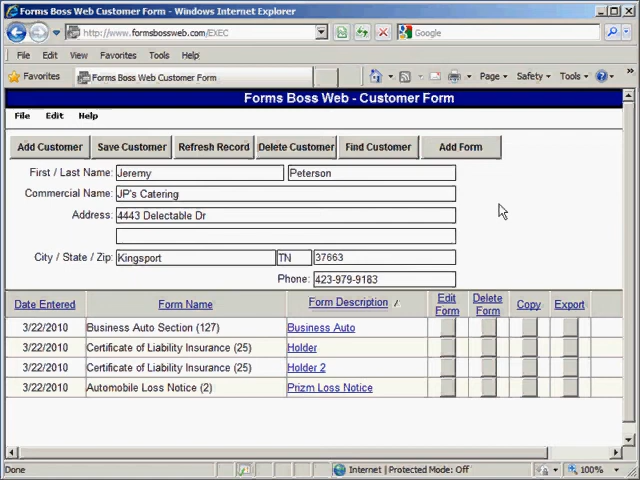 Forms Boss Web Customer Form - Windows Internet Explorer
http://www.formsbossweb.com/EXEC
Google
File Edit View Favorites Tools Help
Favorites Forms Boss Web Customer Form Page Safety Tools
Forms Boss Web - Customer Form
File Edit Help
Add Customer Save Customer Refresh Record Delete Customer Find Customer Add Form
First / Last Name: Jeremy Peterson
Commercial Name: JP's Catering
Address: 4443 Delectable Dr
City / State / Zip: Kingsport TN 37663
Phone: 423-979-9183
Date Entered Form Name Form Description Edit Form Delete Form Copy Export
3/22/2010 Business Auto Section (127) Business Auto
3/22/2010 Certificate of Liability Insurance (25) Holder
3/22/2010 Certificate of Liability Insurance (25) Holder 2
3/22/2010 Automobile Loss Notice (2) Prizm Loss Notice
Done Internet | Protected Mode: Off 100%